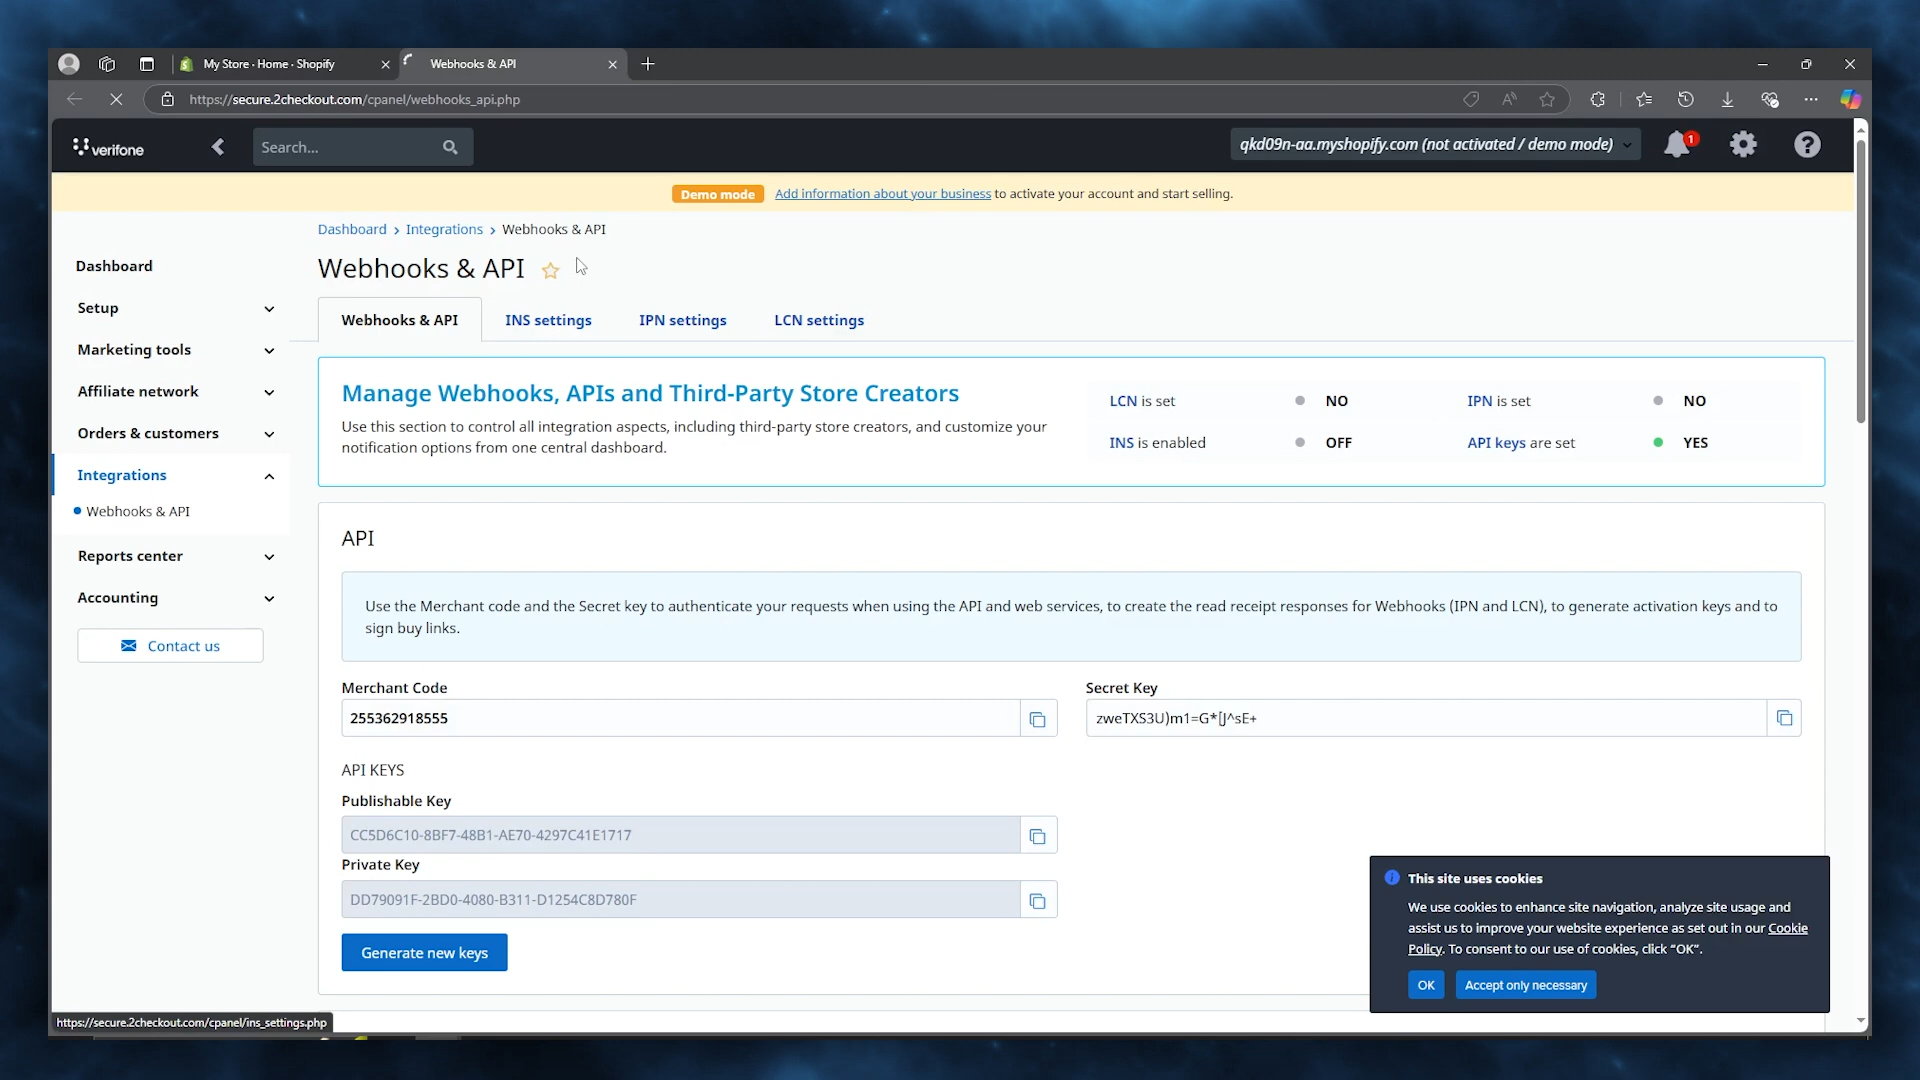 My Store · Home · Shopify
Webhooks & API
https://secure.2checkout.com/cpanel/webhooks_api.php
verifone
Search...
qkd09n-aa.myshopify.com (not activated / demo mode)
1
Demo mode
Add information about your business to activate your account and start selling.
Dashboard › Integrations › Webhooks & API
Webhooks & API
Dashboard
Setup
Marketing tools
Affiliate network
Orders & customers
Integrations
Webhooks & API
Reports center
Accounting
Contact us
Webhooks & API
INS settings
IPN settings
LCN settings
Manage Webhooks, APIs and Third-Party Store Creators
Use this section to control all integration aspects, including third-party store creators, and customize your
notification options from one central dashboard.
LCN is set NO
IPN is set NO
INS is enabled OFF
API keys are set YES
API
Use the Merchant code and the Secret key to authenticate your requests when using the API and web services, to create the read receipt responses for Webhooks (IPN and LCN), to generate activation keys and to
sign buy links.
Merchant Code
255362918555
Secret Key
zweTXS3U)m1=G*[J^sE+
API KEYS
Publishable Key
CC5D6C10-8BF7-48B1-AE70-4297C41E1717
Private Key
DD79091F-2BD0-4080-B311-D1254C8D780F
Generate new keys
This site uses cookies
We use cookies to enhance site navigation, analyze site usage and
assist us to improve your website experience as set out in our Cookie
Policy. To consent to our use of cookies, click “OK”.
OK
Accept only necessary
https://secure.2checkout.com/cpanel/ins_settings.php